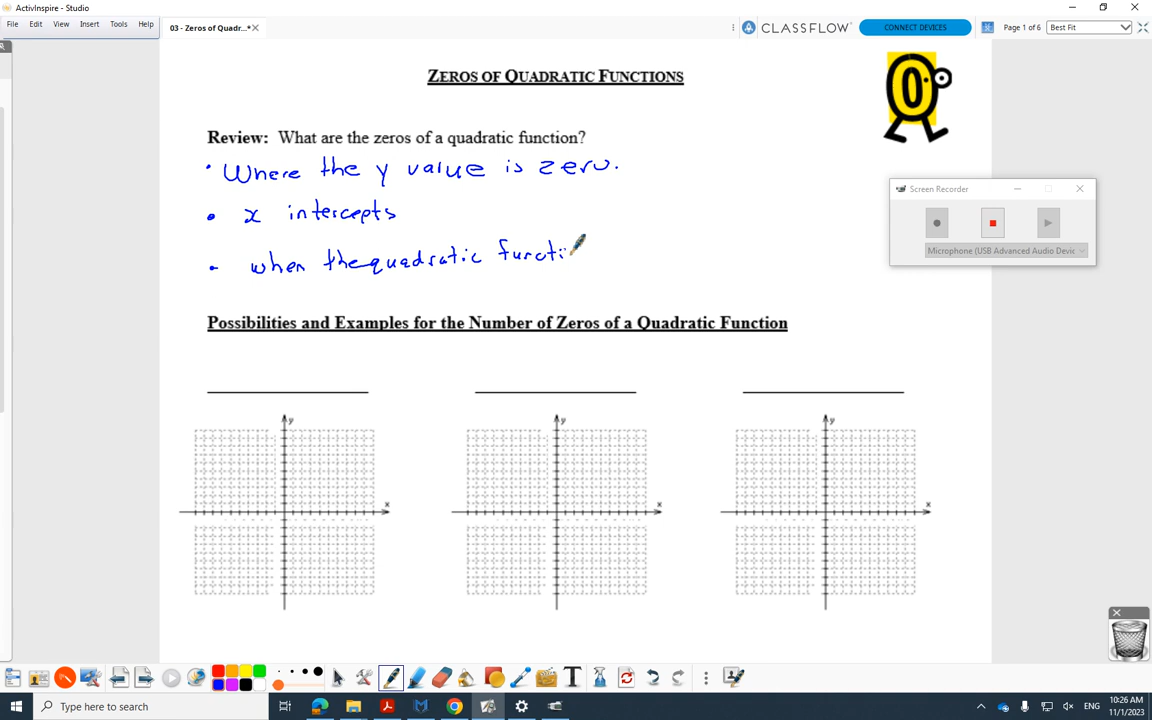 ActivInspire - Studio
File Edit View Insert Tools Help
03 - Zeros of Quadr...*
CLASSFLOW
CONNECT DEVICES
Page 1 of 6
Best Fit
ZEROS OF QUADRATIC FUNCTIONS
0
Review: What are the zeros of a quadratic function?
• Where the y value is zero.
• x intercepts
• when the quadratic functi
Screen Recorder
Microphone (USB Advanced Audio Devic
Possibilities and Examples for the Number of Zeros of a Quadratic Function
y y y
x x x
T
Type here to search
ENG
10:26 AM
11/1/2023